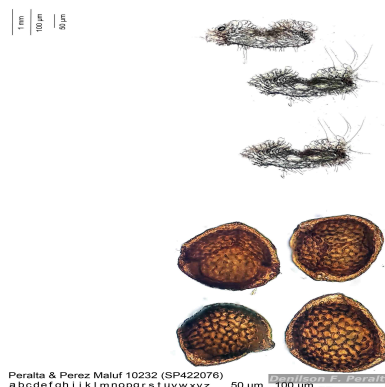 1 mm
100 µm
50 µm
Peralta & Perez Maluf 10232 (SP422076)
a b c d e f g h i j k l m n o p q r s t u v w x y z 50 µm 100 µm
Denilson F. Peralta